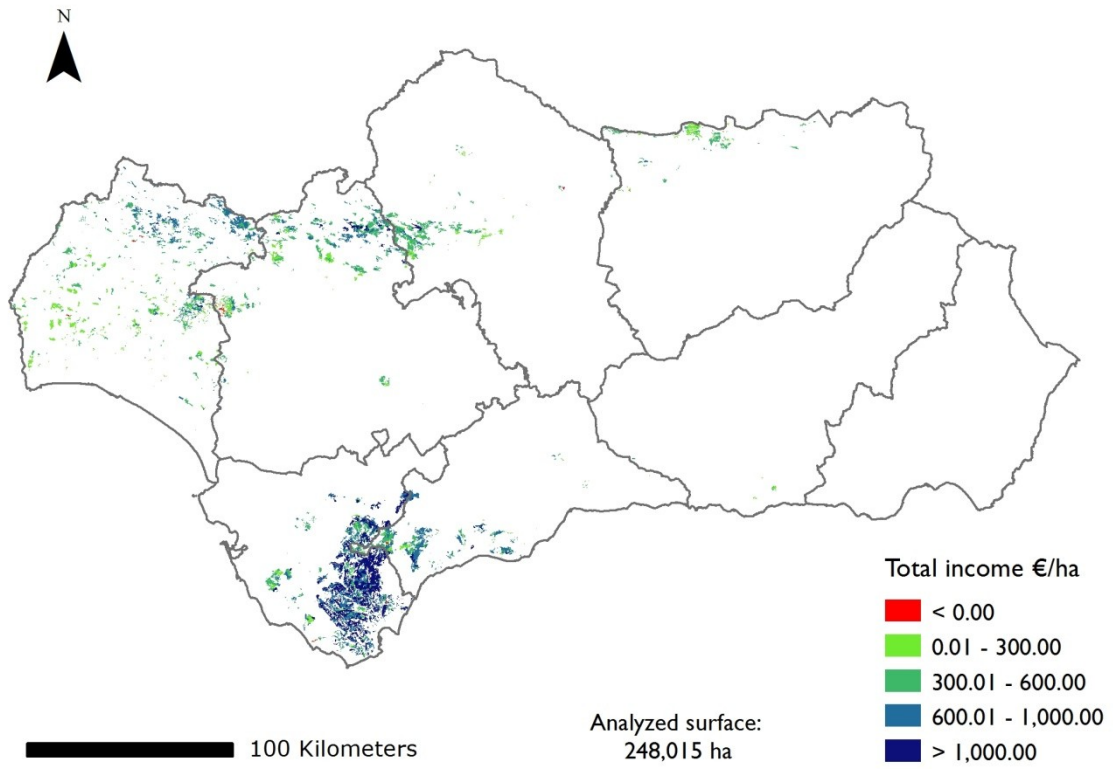 N
Total income €/ha
< 0.00
0.01 - 300.00
300.01 - 600.00
600.01 - 1,000.00
> 1,000.00
Analyzed surface:
248,015 ha
100 Kilometers